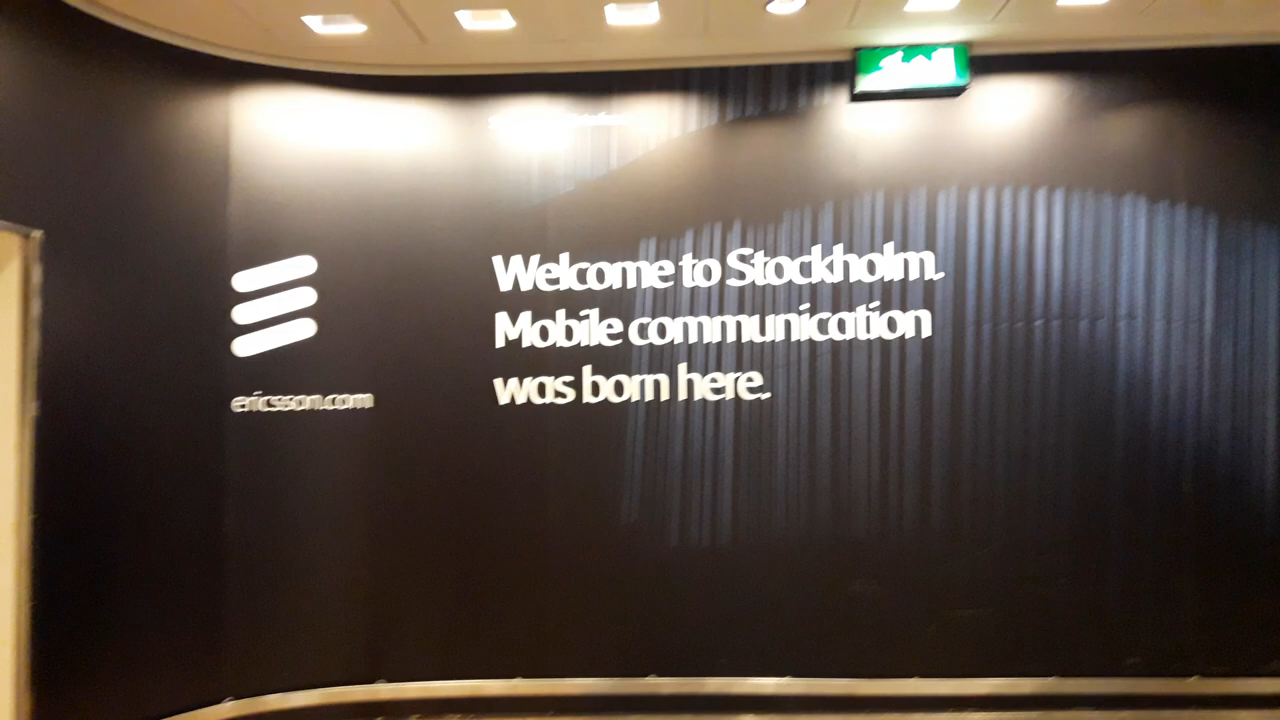 Welcome to Stockholm.
Mobile communication
was born here.
ericsson.com